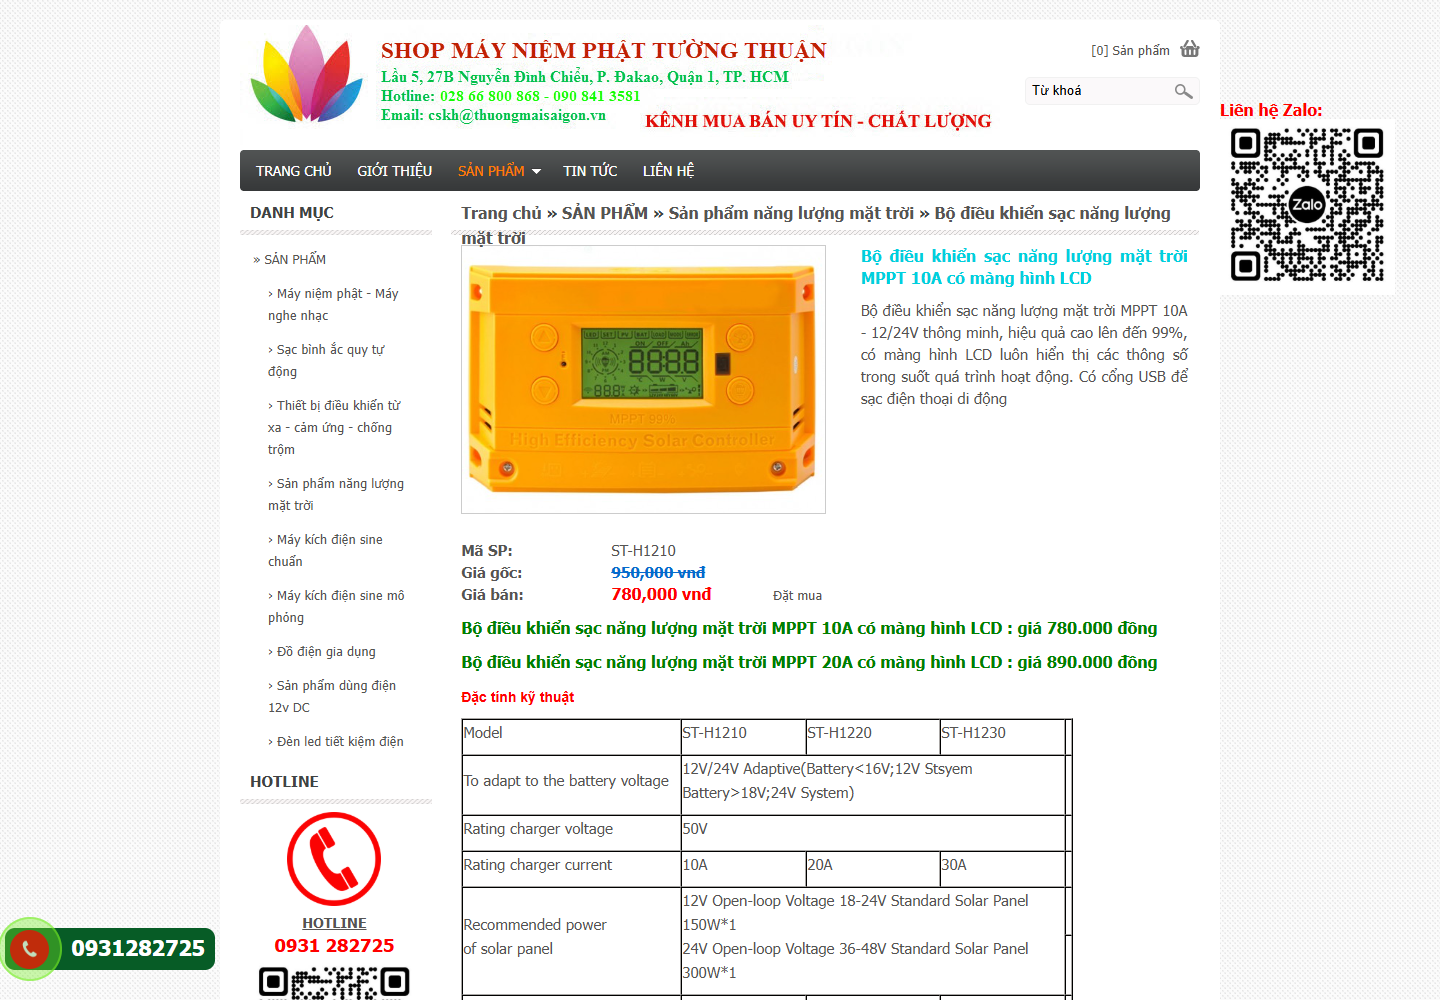 SHOP MÁY NIỆM PHẬT TƯỜNG THUẬN
Lầu 5, 27B Nguyễn Đình Chiểu, P. Đakao, Quận 1, TP. HCM
Hotline: 028 66 800 868 - 090 841 3581
Email: cskh@thuongmaisaigon.vn
KÊNH MUA BÁN UY TÍN - CHẤT LƯỢNG
[0] Sản phẩm
Từ khoá
Liên hệ Zalo:
Zalo
TRANG CHỦ GIỚI THIỆU SẢN PHẨM TIN TỨC LIÊN HỆ
DANH MỤC
» SẢN PHẨM
› Máy niệm phật - Máy
nghe nhạc
› Sạc bình ắc quy tự
động
› Thiết bị điều khiển từ
xa - cảm ứng - chống
trộm
› Sản phẩm năng lượng
mặt trời
› Máy kích điện sine
chuẩn
› Máy kích điện sine mô
phỏng
› Đồ điện gia dụng
› Sản phẩm dùng điện
12v DC
› Đèn led tiết kiệm điện
HOTLINE
HOTLINE
0931 282725
0931282725
Trang chủ » SẢN PHẨM » Sản phẩm năng lượng mặt trời » Bộ điều khiển sạc năng lượng
mặt trời
MPPT 99%
High Efficiency Solar Controller
Bộ điều khiển sạc năng lượng mặt trời
MPPT 10A có màng hình LCD
Bộ điều khiển sạc năng lượng mặt trời MPPT 10A
- 12/24V thông minh, hiệu quả cao lên đến 99%,
có màng hình LCD luôn hiển thị các thông số
trong suốt quá trình hoạt động. Có cổng USB để
sạc điện thoại di động
Mã SP: ST-H1210
Giá gốc: 950,000 vnđ
Giá bán: 780,000 vnđ Đặt mua
Bộ điều khiển sạc năng lượng mặt trời MPPT 10A có màng hình LCD : giá 780.000 đồng
Bộ điều khiển sạc năng lượng mặt trời MPPT 20A có màng hình LCD : giá 890.000 đồng
Đặc tính kỹ thuật
Model ST-H1210 ST-H1220 ST-H1230
To adapt to the battery voltage 12V/24V Adaptive(Battery<16V;12V Stsyem
Battery>18V;24V System)
Rating charger voltage 50V
Rating charger current 10A 20A 30A
Recommended power
of solar panel
12V Open-loop Voltage 18-24V Standard Solar Panel
150W*1
24V Open-loop Voltage 36-48V Standard Solar Panel
300W*1